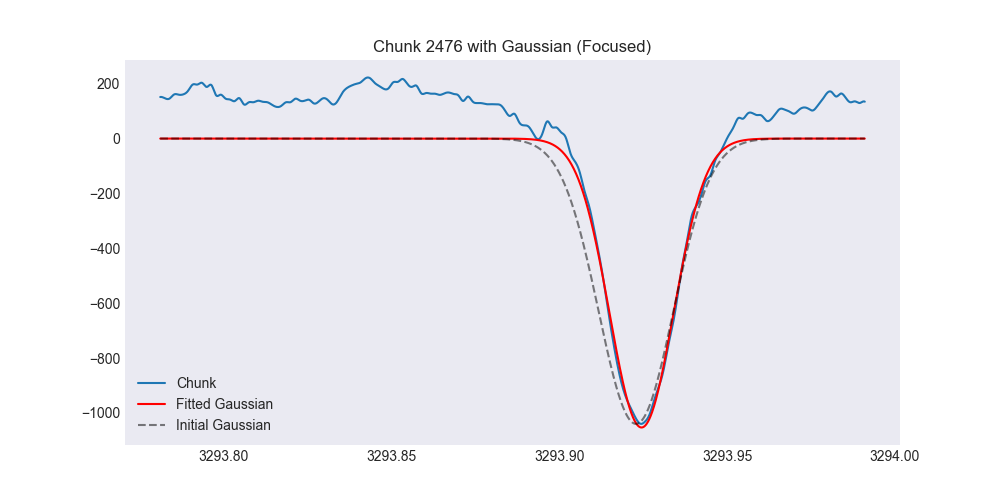 Chunk 2476 with Gaussian (Focused)
200
0
−200
−400
−600
−800
−1000
Chunk
Fitted Gaussian
Initial Gaussian
3293.80 3293.85 3293.90 3293.95 3294.00